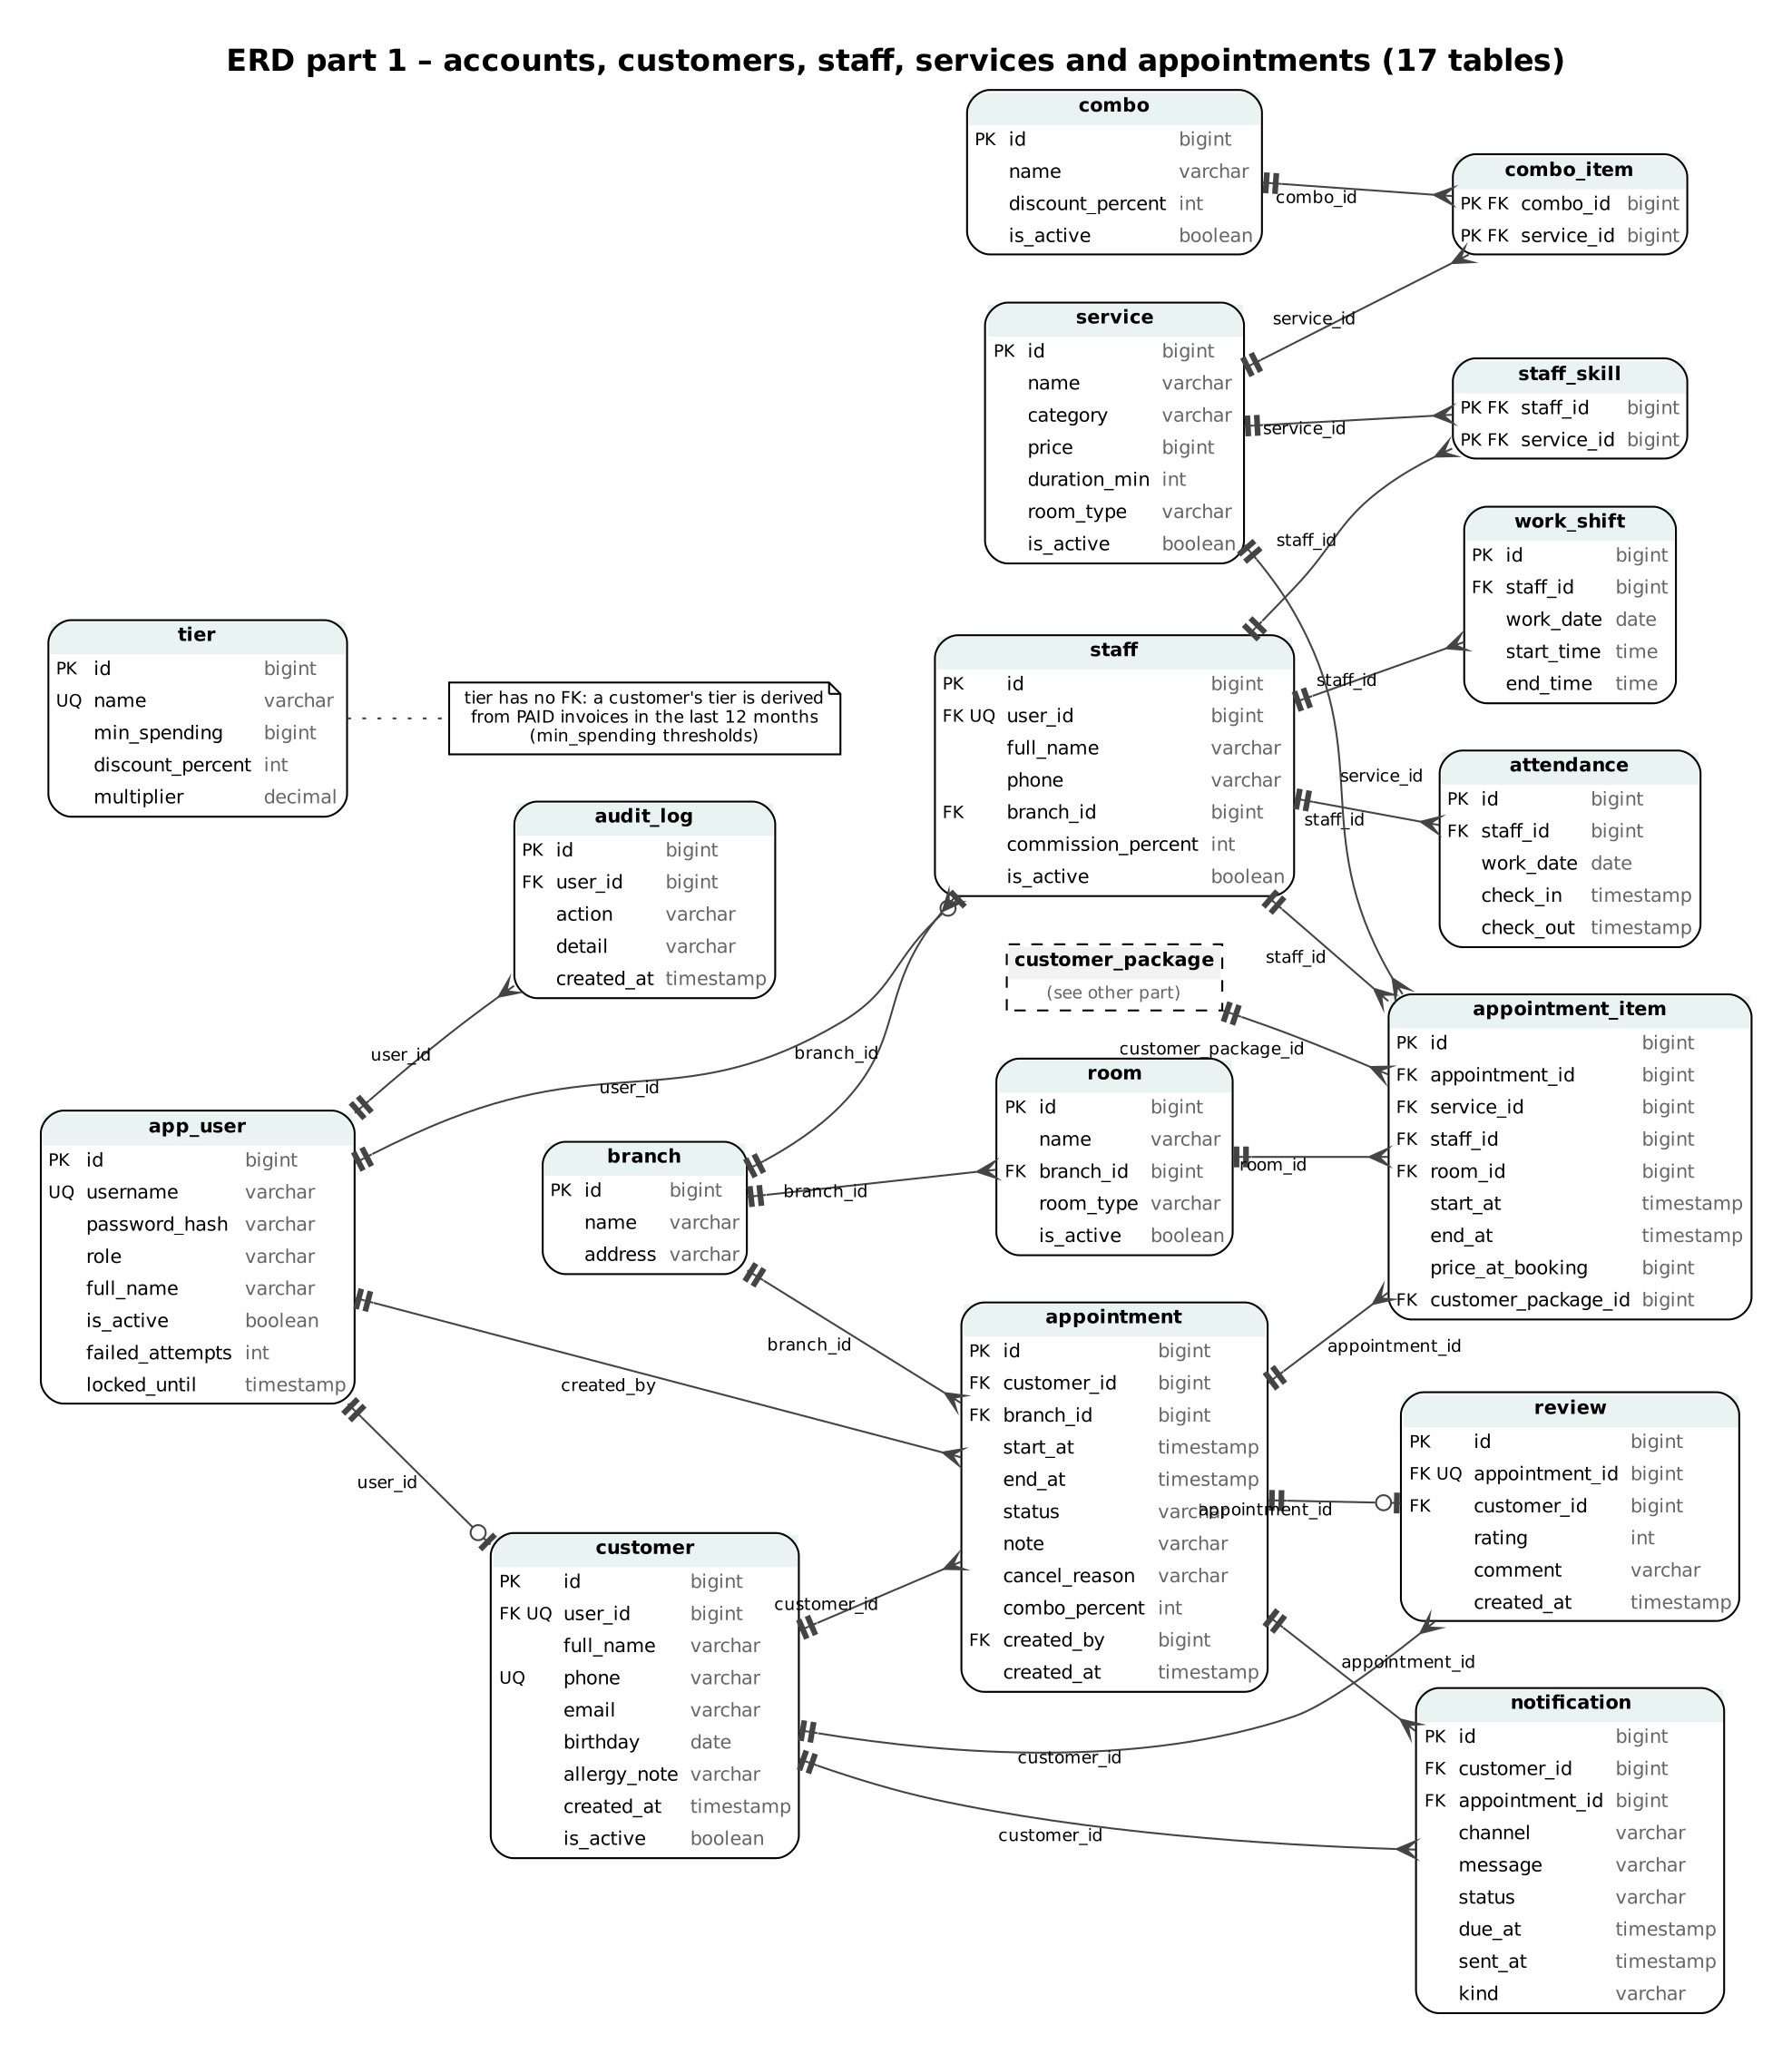 ERD part 1 – accounts, customers, staff, services and appointments (17 tables)
combo
PK id bigint
name varchar
discount_percent int
is_active boolean
combo_item
PK FK combo_id bigint
PK FK service_id bigint
combo_id
service_id
service
PK id bigint
name varchar
category varchar
price bigint
duration_min int
room_type varchar
is_active boolean
staff_skill
PK FK staff_id bigint
PK FK service_id bigint
service_id
staff_id
work_shift
PK id bigint
FK staff_id bigint
work_date date
start_time time
end_time time
tier
PK id bigint
UQ name varchar
min_spending bigint
discount_percent int
multiplier decimal
tier has no FK: a customer's tier is derived
from PAID invoices in the last 12 months
(min_spending thresholds)
staff
PK id bigint
FK UQ user_id bigint
full_name varchar
phone varchar
FK branch_id bigint
commission_percent int
is_active boolean
staff_id
service_id
staff_id
attendance
PK id bigint
FK staff_id bigint
work_date date
check_in timestamp
check_out timestamp
audit_log
PK id bigint
FK user_id bigint
action varchar
detail varchar
created_at timestamp
user_id
user_id
branch_id
staff_id
customer_package
(see other part)
customer_package_id
appointment_item
PK id bigint
FK appointment_id bigint
FK service_id bigint
FK staff_id bigint
FK room_id bigint
start_at timestamp
end_at timestamp
price_at_booking bigint
FK customer_package_id bigint
app_user
PK id bigint
UQ username varchar
password_hash varchar
role varchar
full_name varchar
is_active boolean
failed_attempts int
locked_until timestamp
branch
PK id bigint
name varchar
address varchar
branch_id
room
PK id bigint
name varchar
FK branch_id bigint
room_type varchar
is_active boolean
room_id
branch_id
created_by
appointment
PK id bigint
FK customer_id bigint
FK branch_id bigint
start_at timestamp
end_at timestamp
status varchar
note varchar
cancel_reason varchar
combo_percent int
FK created_by bigint
created_at timestamp
appointment_id
appointment_id
review
PK id bigint
FK UQ appointment_id bigint
FK customer_id bigint
rating int
comment varchar
created_at timestamp
user_id
customer
PK id bigint
FK UQ user_id bigint
full_name varchar
UQ phone varchar
email varchar
birthday date
allergy_note varchar
created_at timestamp
is_active boolean
customer_id
appointment_id
customer_id
customer_id
notification
PK id bigint
FK customer_id bigint
FK appointment_id bigint
channel varchar
message varchar
status varchar
due_at timestamp
sent_at timestamp
kind varchar